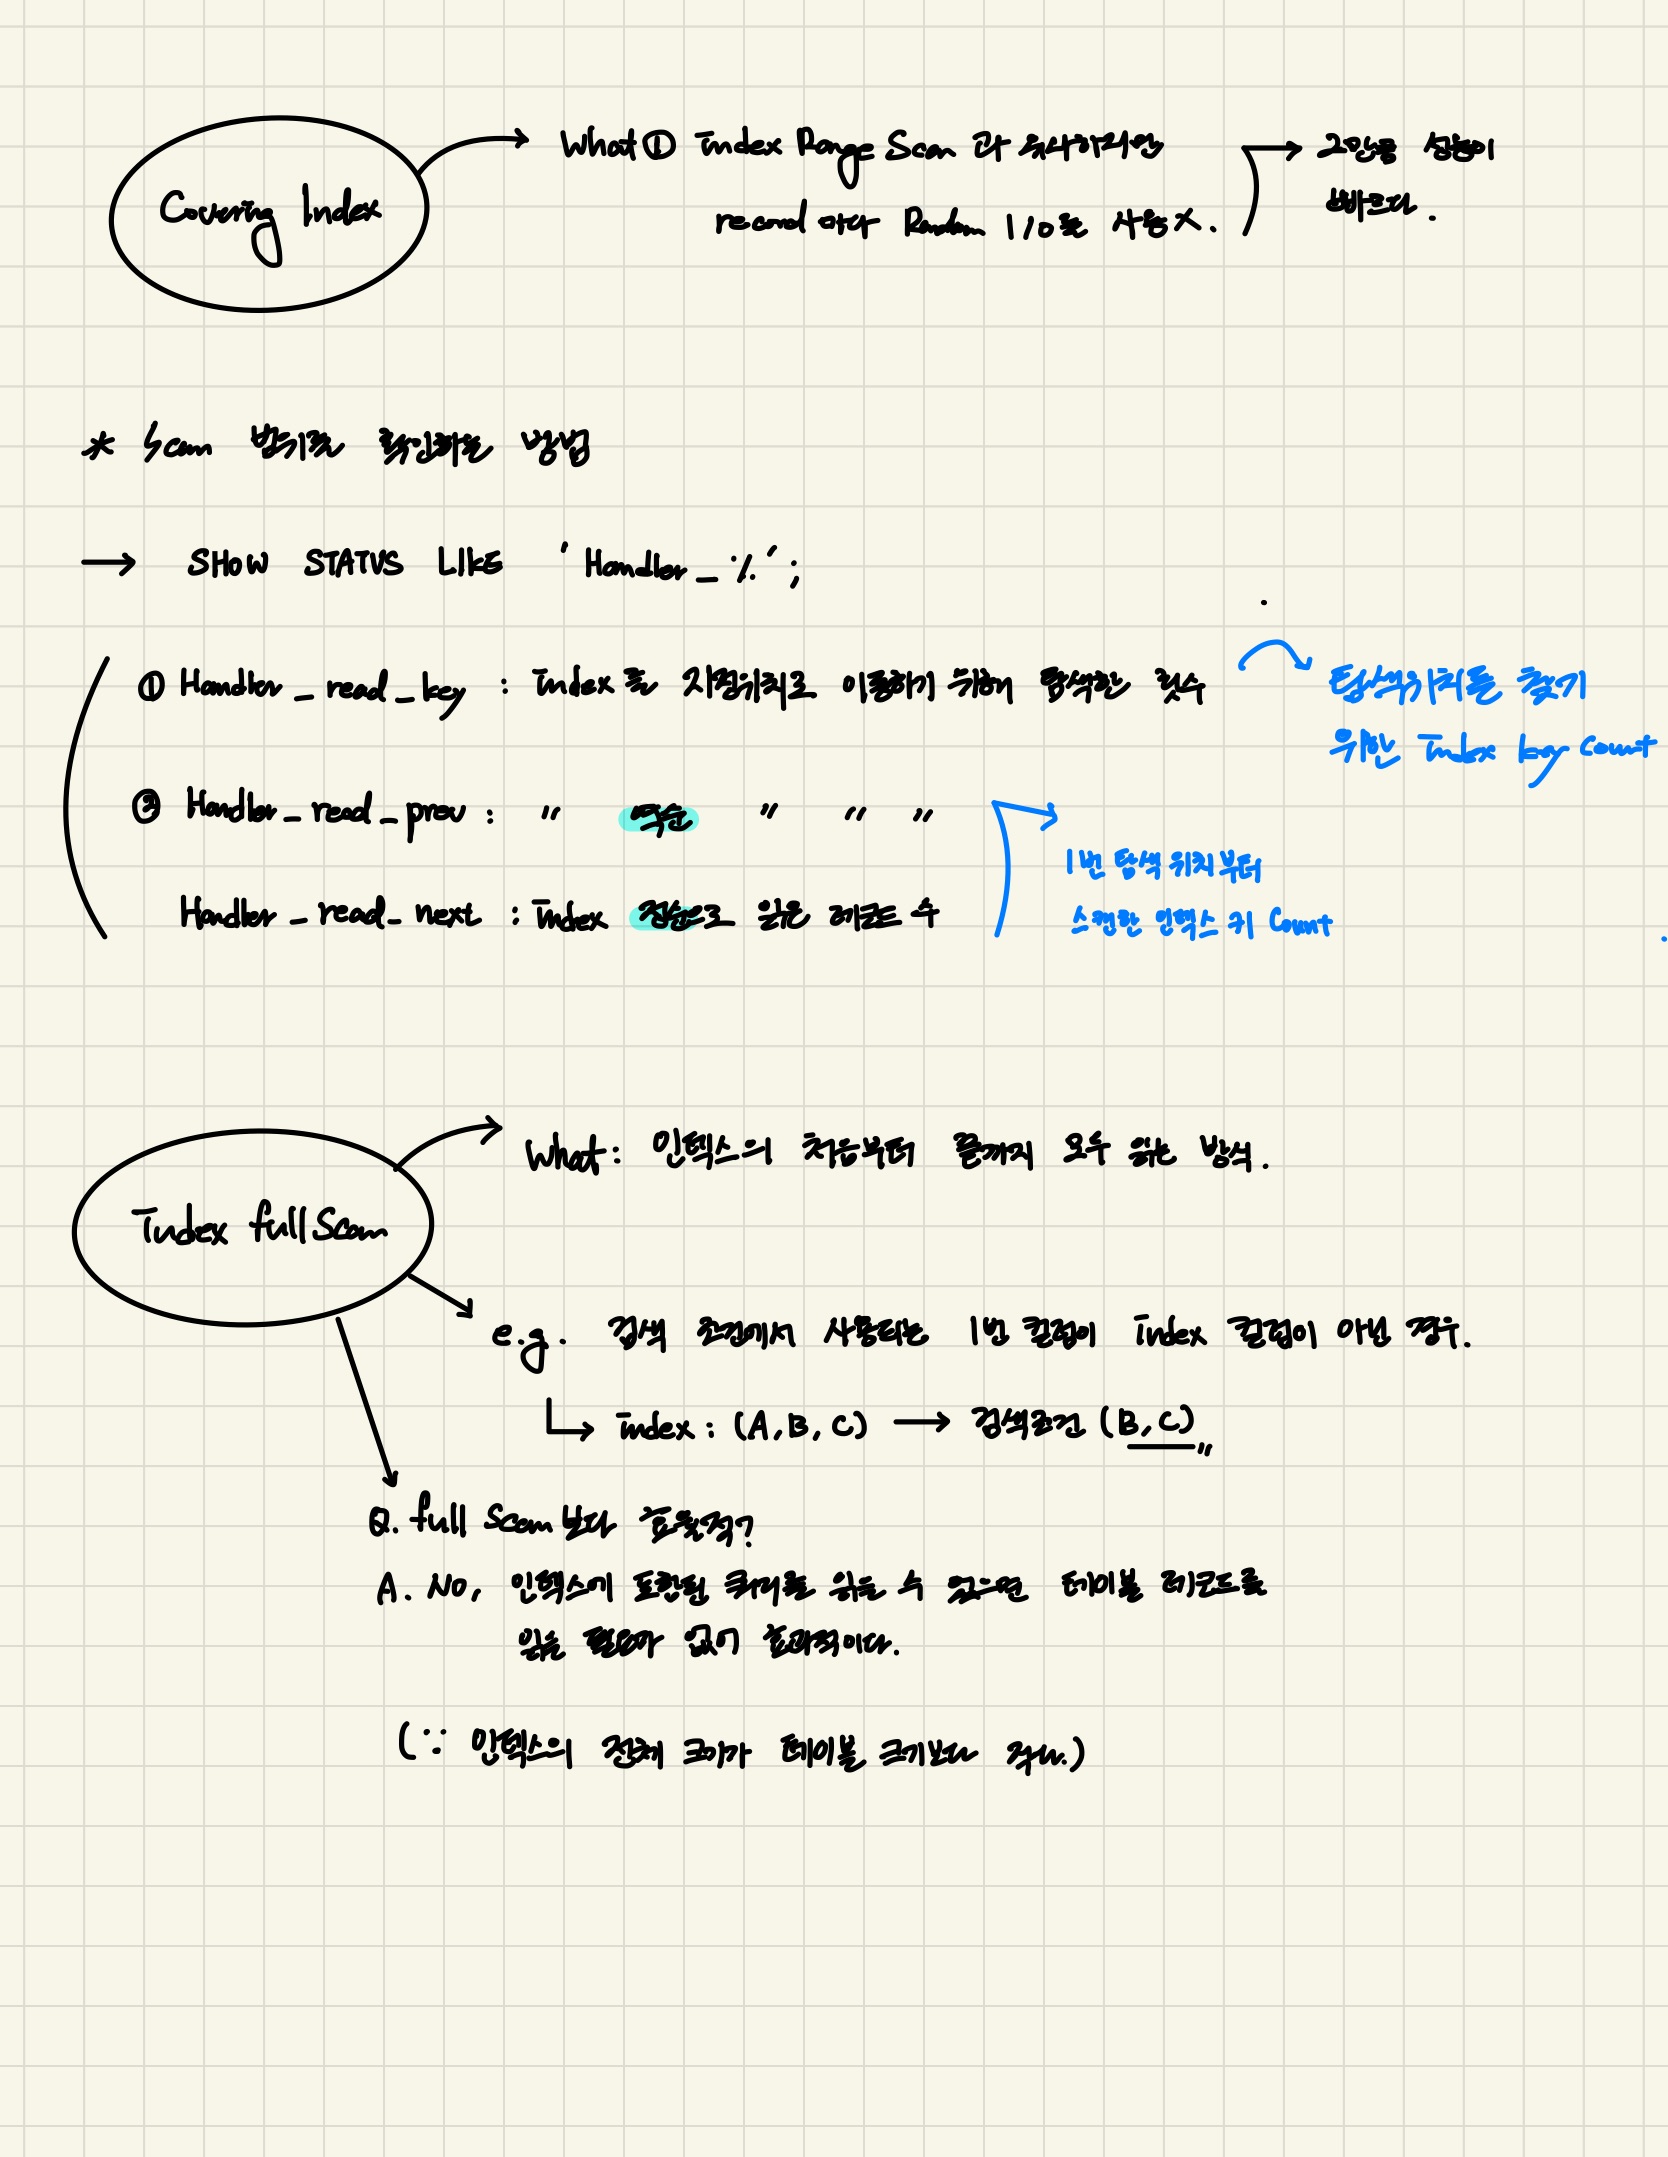 Covering Index
What ① Index Range Scan 과 유사하지만
record 마다 Random I/O를 사용 X.
그만큼 성능이
빠르다.
* Scan 범위를 확인하는 방법
→ SHOW STATUS LIKE 'Handler_%';
① Handler_read_key : Index를 지정위치로 이동하기 위해 탐색한 횟수
탐색위치를 찾기
위한 Index key Count
② Handler_read_prev : 〃 역순 〃 〃 〃
Handler_read_next : Index 정순으로 읽은 레코드 수
1번 탐색 위치부터
스캔한 인덱스 키 Count
Index full Scan
What : 인덱스의 처음부터 끝까지 모두 읽는 방식.
e.g. 검색 조건에서 사용되는 1번 컬럼이 Index 컬럼이 아닌 경우.
↳ index : (A, B, C) → 검색조건 (B, C)〃
Q. full Scan 보다 효율적?
A. No, 인덱스에 포함된 쿼리를 읽을 수 있으면 테이블 레코드를
읽을 필요가 없어 효과적이다.
(∵ 인덱스의 전체 크기가 테이블 크기보다 작다.)